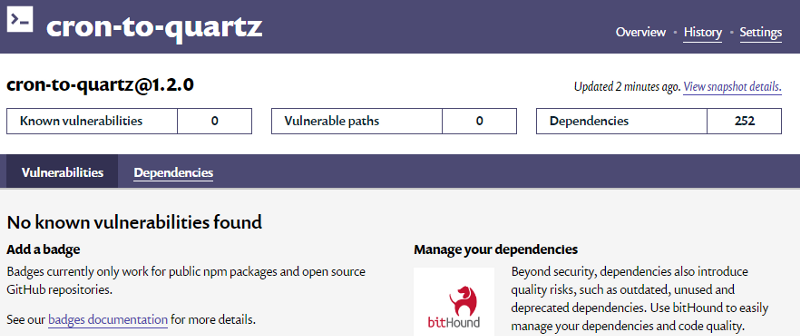 cron-to-quartz
Overview • History • Settings
cron-to-quartz@1.2.0
Updated 2 minutes ago. View snapshot details.
Known vulnerabilities 0
Vulnerable paths 0
Dependencies 252
Vulnerabilities Dependencies
No known vulnerabilities found
Add a badge
Badges currently only work for public npm packages and open source
GitHub repositories.
See our badges documentation for more details.
Manage your dependencies
bitHound
Beyond security, dependencies also introduce
quality risks, such as outdated, unused and
deprecated dependencies. Use bitHound to easily
manage your dependencies and code quality.